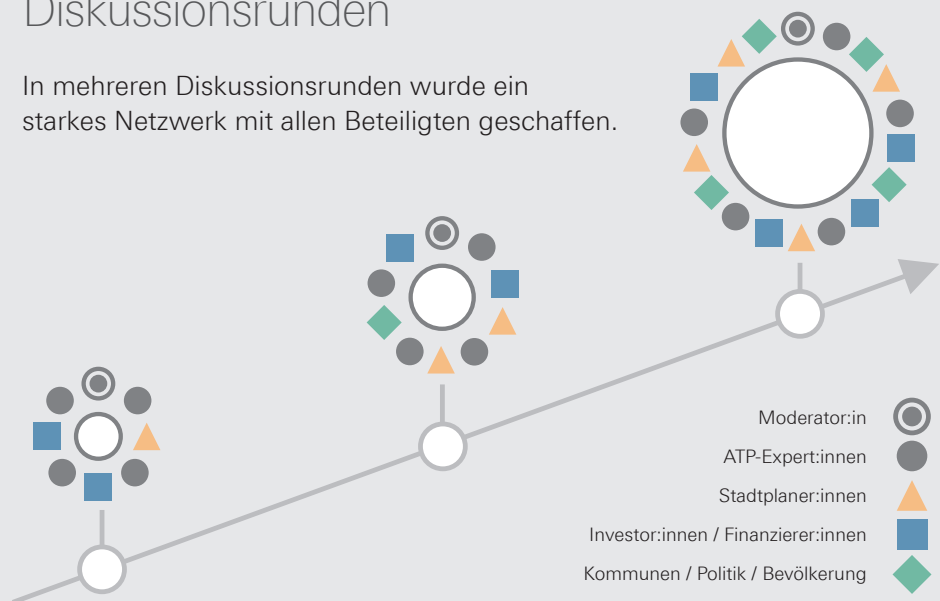 Diskussionsrunden
In mehreren Diskussionsrunden wurde ein
starkes Netzwerk mit allen Beteiligten geschaffen.
Moderator:in
ATP-Expert:innen
Stadtplaner:innen
Investor:innen / Finanzierer:innen
Kommunen / Politik / Bevölkerung